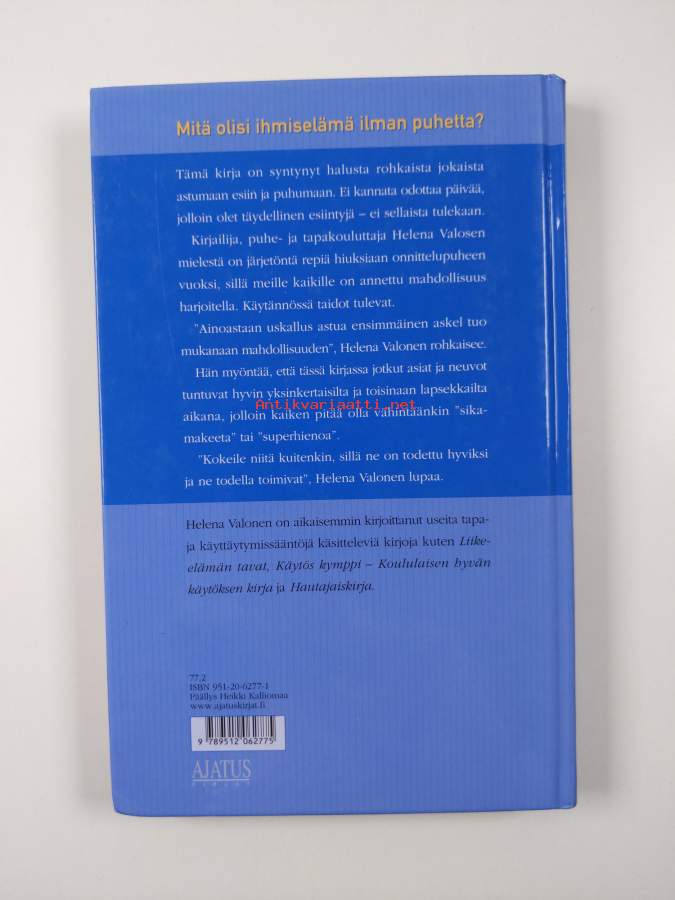 Mitä olisi ihmiselämä ilman puhetta?
Tämä kirja on syntynyt halusta rohkaista jokaista
astumaan esiin ja puhumaan. Ei kannata odottaa päivää,
jolloin olet täydellinen esiintyjä – ei sellaista tulekaan.
Kirjailija, puhe- ja tapakouluttaja Helena Valosen
mielestä on järjetöntä repiä hiuksiaan onnittelupuheen
vuoksi, sillä meille kaikille on annettu mahdollisuus
harjoitella. Käytännössä taidot tulevat.
"Ainoastaan uskallus astua ensimmäinen askel tuo
mukanaan mahdollisuuden", Helena Valonen rohkaisee.
Hän myöntää, että tässä kirjassa jotkut asiat ja neuvot
tuntuvat hyvin yksinkertaisilta ja toisinaan lapsekkailta
Antikvariaatti.net
aikana, jolloin kaiken pitää olla vähintäänkin "sika-
makeeta" tai "superhienoa".
"Kokeile niitä kuitenkin, sillä ne on todettu hyviksi
ja ne todella toimivat", Helena Valonen lupaa.
Helena Valonen on aikaisemmin kirjoittanut useita tapa-
ja käyttäytymissääntöjä käsitteleviä kirjoja kuten Liike-
elämän tavat, Käytös kymppi – Koululaisen hyvän
käytöksen kirja ja Hautajaiskirja.
77.2
ISBN 951-20-6277-1
Päällys Heikki Kalliomaa
www.ajatuskirjat.fi
9 789512 062775
AJATUS
KIRJAT